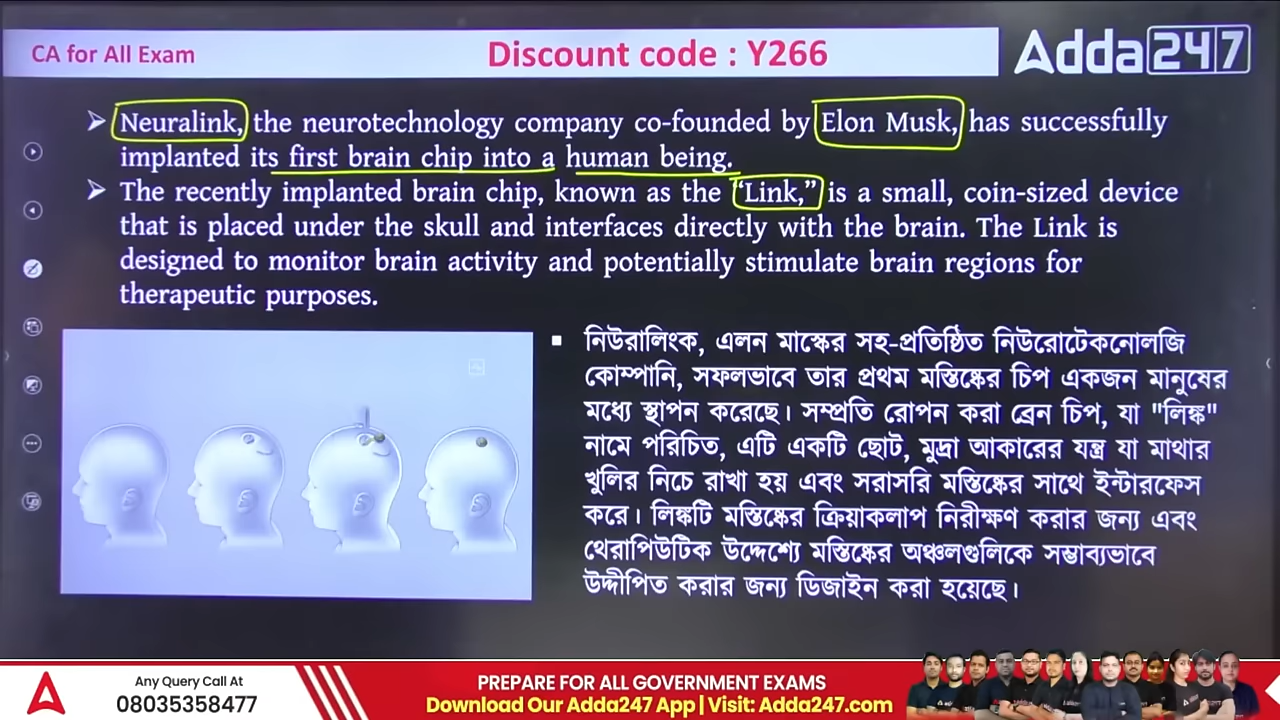 CA for All Exam
Discount code : Y266
Adda247
➤ Neuralink, the neurotechnology company co-founded by Elon Musk, has successfully
implanted its first brain chip into a human being.
➤ The recently implanted brain chip, known as the “Link,” is a small, coin-sized device
that is placed under the skull and interfaces directly with the brain. The Link is
designed to monitor brain activity and potentially stimulate brain regions for
therapeutic purposes.
▪ নিউরালিংক, এলন মাস্কের সহ-প্রতিষ্ঠিত নিউরোটেকনোলজি
কোম্পানি, সফলভাবে তার প্রথম মস্তিষ্কের চিপ একজন মানুষের
মধ্যে স্থাপন করেছে। সম্প্রতি রোপন করা ব্রেন চিপ, যা "লিঙ্ক"
নামে পরিচিত, এটি একটি ছোট, মুদ্রা আকারের যন্ত্র যা মাথার
খুলির নিচে রাখা হয় এবং সরাসরি মস্তিষ্কের সাথে ইন্টারফেস
করে। লিঙ্কটি মস্তিষ্কের ক্রিয়াকলাপ নিরীক্ষণ করার জন্য এবং
থেরাপিউটিক উদ্দেশ্যে মস্তিষ্কের অঞ্চলগুলিকে সম্ভাব্যভাবে
উদ্দীপিত করার জন্য ডিজাইন করা হয়েছে।
Any Query Call At
08035358477
PREPARE FOR ALL GOVERNMENT EXAMS
Download Our Adda247 App | Visit: Adda247.com